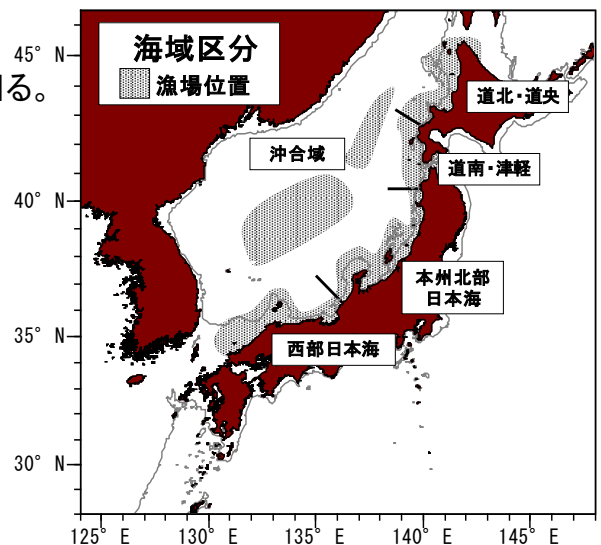 海域区分
漁場位置
る。
道北・道央
沖合域
道南・津軽
本州北部
日本海
西部日本海
45° N
40° N
35° N
30° N
125° E
130° E
135° E
140° E
145° E